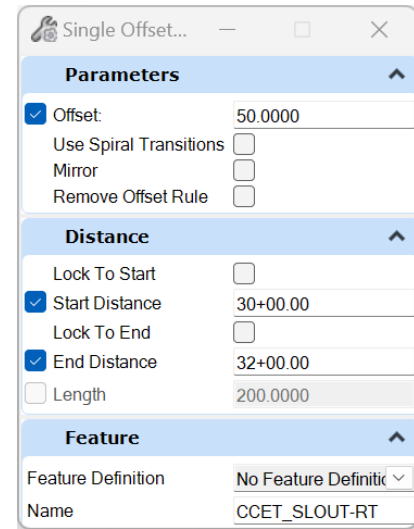 Single Offset...
Parameters
Offset: 50.0000
Use Spiral Transitions
Mirror
Remove Offset Rule
Distance
Lock To Start
Start Distance 30+00.00
Lock To End
End Distance 32+00.00
Length 200.0000
Feature
Feature Definition No Feature Definitic
Name CCET_SLOUT-RT